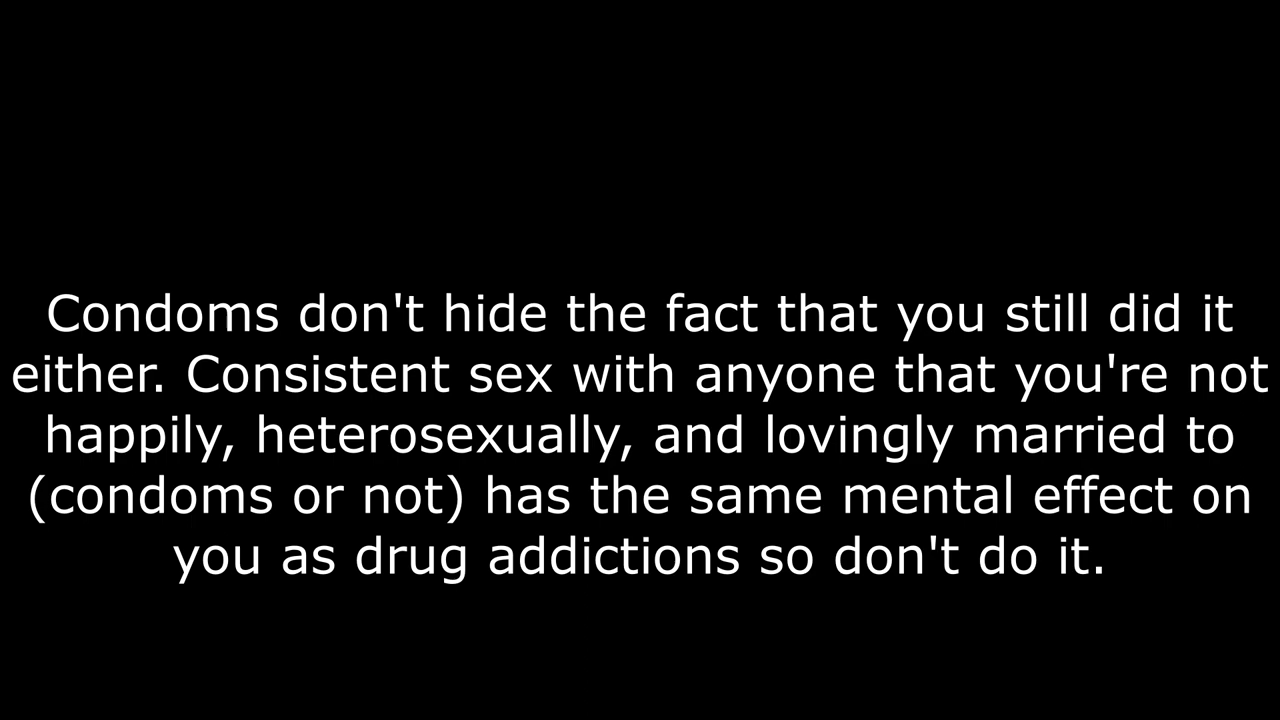 Condoms don't hide the fact that you still did it
either. Consistent sex with anyone that you're not
happily, heterosexually, and lovingly married to
(condoms or not) has the same mental effect on
you as drug addictions so don't do it.